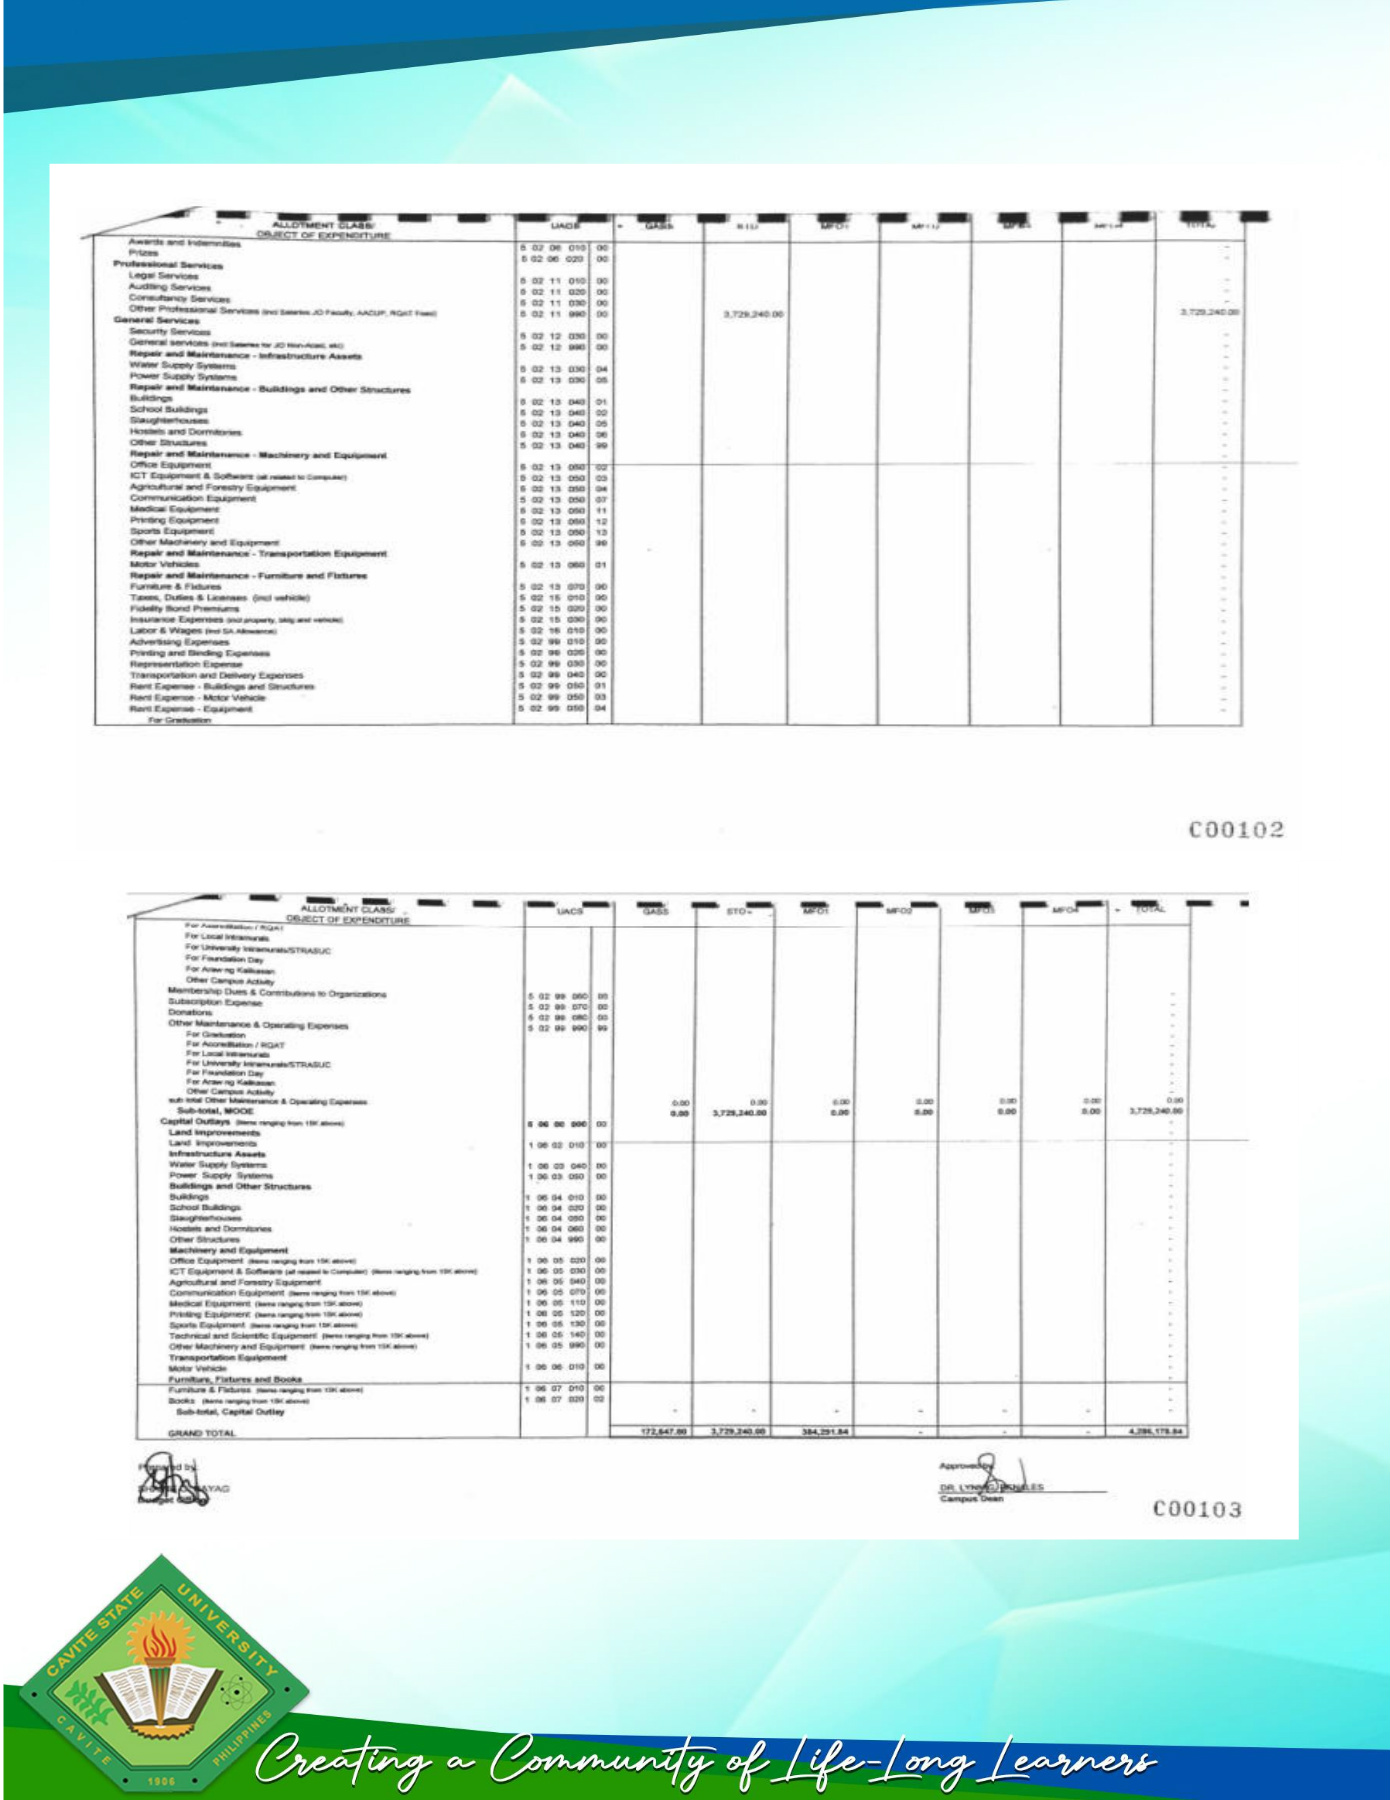 ALLOTMENT CLASS/ UACS GASS STO MFO1 MFO2 MFO3 MFO4 TOTAL
OBJECT OF EXPENDITURE
Awards and Indemnities 5 02 06 010 00 -
Prizes 5 02 06 020 00 -
Professional Services
Legal Services 5 02 11 010 00 -
Auditing Services 5 02 11 020 00 -
Consultancy Services 5 02 11 030 00 -
Other Professional Services (incl Salaries JO Faculty, AACUP, RQAT Fees) 5 02 11 990 00 3,729,240.00 3,729,240.00
General Services
Security Services 5 02 12 030 00 -
General services (incl Salaries for JO Non-Acad, etc) 5 02 12 990 00 -
Repair and Maintenance - Infrastructure Assets
Water Supply Systems 5 02 13 030 04 -
Power Supply Systems 5 02 13 030 05 -
Repair and Maintenance - Buildings and Other Structures
Buildings 5 02 13 040 01 -
School Buildings 5 02 13 040 02 -
Slaughterhouses 5 02 13 040 05 -
Hostels and Dormitories 5 02 13 040 06 -
Other Structures 5 02 13 040 99 -
Repair and Maintenance - Machinery and Equipment
Office Equipment 5 02 13 050 02 -
ICT Equipment & Software (all related to Computer) 5 02 13 050 03 -
Agricultural and Forestry Equipment 5 02 13 050 04 -
Communication Equipment 5 02 13 050 07 -
Medical Equipment 5 02 13 050 11 -
Printing Equipment 5 02 13 050 12 -
Sports Equipment 5 02 13 050 13 -
Other Machinery and Equipment 5 02 13 050 99 -
Repair and Maintenance - Transportation Equipment
Motor Vehicles 5 02 13 060 01 -
Repair and Maintenance - Furniture and Fixtures
Furniture & Fixtures 5 02 13 070 00 -
Taxes, Duties & Licenses (incl vehicle) 5 02 15 010 00 -
Fidelity Bond Premiums 5 02 15 020 00 -
Insurance Expenses (incl property, bldg and vehicle) 5 02 15 030 00 -
Labor & Wages (incl SA Allowance) 5 02 16 010 00 -
Advertising Expenses 5 02 99 010 00 -
Printing and Binding Expenses 5 02 99 020 00 -
Representation Expense 5 02 99 030 00 -
Transportation and Delivery Expenses 5 02 99 040 00 -
Rent Expense - Buildings and Structures 5 02 99 050 01 -
Rent Expense - Motor Vehicle 5 02 99 050 03 -
Rent Expense - Equipment 5 02 99 050 04 -
For Graduation
C00102
ALLOTMENT CLASS/ UACS GASS STO MFO1 MFO2 MFO3 MFO4 TOTAL
OBJECT OF EXPENDITURE
For Accreditation / RQAT
For Local Intramurals
For University Intramurals/STRASUC
For Foundation Day
For Araw ng Kalikasan
Other Campus Activity
Membership Dues & Contributions to Organizations 5 02 99 060 00 -
Subscription Expense 5 02 99 070 00 -
Donations 5 02 99 080 00 -
Other Maintenance & Operating Expenses 5 02 99 990 99 -
For Graduation
For Accreditation / RQAT
For Local Intramurals
For University Intramurals/STRASUC
For Foundation Day
For Araw ng Kalikasan
Other Campus Activity
sub total Other Maintenance & Operating Expenses 0.00 0.00 0.00 0.00 0.00 0.00 0.00
Sub-total, MOOE 0.00 3,729,240.00 0.00 0.00 0.00 0.00 3,729,240.00
Capital Outlays (items ranging from 15K above) 5 06 00 000 00
Land Improvements
Land Improvements 1 06 02 010 00 -
Infrastructure Assets
Water Supply Systems 1 06 03 040 00 -
Power Supply Systems 1 06 03 050 00 -
Buildings and Other Structures
Buildings 1 06 04 010 00 -
School Buildings 1 06 04 020 00 -
Slaughterhouses 1 06 04 050 00 -
Hostels and Dormitories 1 06 04 060 00 -
Other Structures 1 06 04 990 00 -
Machinery and Equipment
Office Equipment (items ranging from 15K above) 1 06 05 020 00 -
ICT Equipment & Software (all related to Computer) (items ranging from 15K above) 1 06 05 030 00 -
Agricultural and Forestry Equipment 1 06 05 040 00 -
Communication Equipment (items ranging from 15K above) 1 06 05 070 00 -
Medical Equipment (items ranging from 15K above) 1 06 05 110 00 -
Printing Equipment (items ranging from 15K above) 1 06 05 120 00 -
Sports Equipment (items ranging from 15K above) 1 06 05 130 00 -
Technical and Scientific Equipment (items ranging from 15K above) 1 06 05 140 00 -
Other Machinery and Equipment (items ranging from 15K above) 1 06 05 990 00 -
Transportation Equipment
Motor Vehicle 1 06 06 010 00 -
Furniture, Fixtures and Books
Furniture & Fixtures (items ranging from 15K above) 1 06 07 010 00 -
Books (items ranging from 15K above) 1 06 07 020 02 -
Sub-total, Capital Outlay - - - - - - -
GRAND TOTAL 172,647.00 3,729,240.00 384,291.84 - - - 4,286,178.84
Prepared by: Approved by:
DR.
Budget Campus Dean
C00103
CAVITE STATE UNIVERSITY
CAVITE PHILIPPINES
1906
Creating a Community of Life-Long Learners